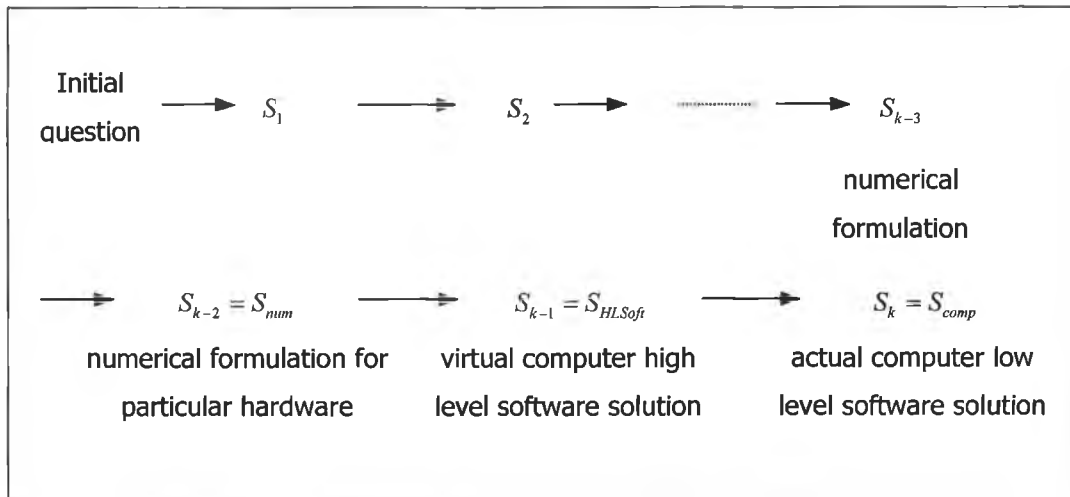 Initial
question
S_1 S_2 S_{k-3}
numerical
formulation
S_{k-2} = S_{num} S_{k-1} = S_{HLSoft} S_k = S_{comp}
numerical formulation for virtual computer high actual computer low
particular hardware level software solution level software solution